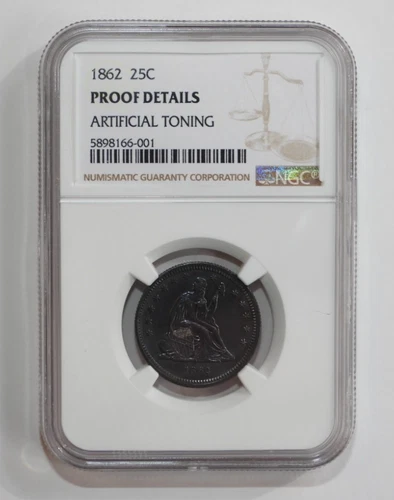 1862 25C
PROOF DETAILS
ARTIFICIAL TONING
5898166-001
NUMISMATIC GUARANTY CORPORATION
NGC®